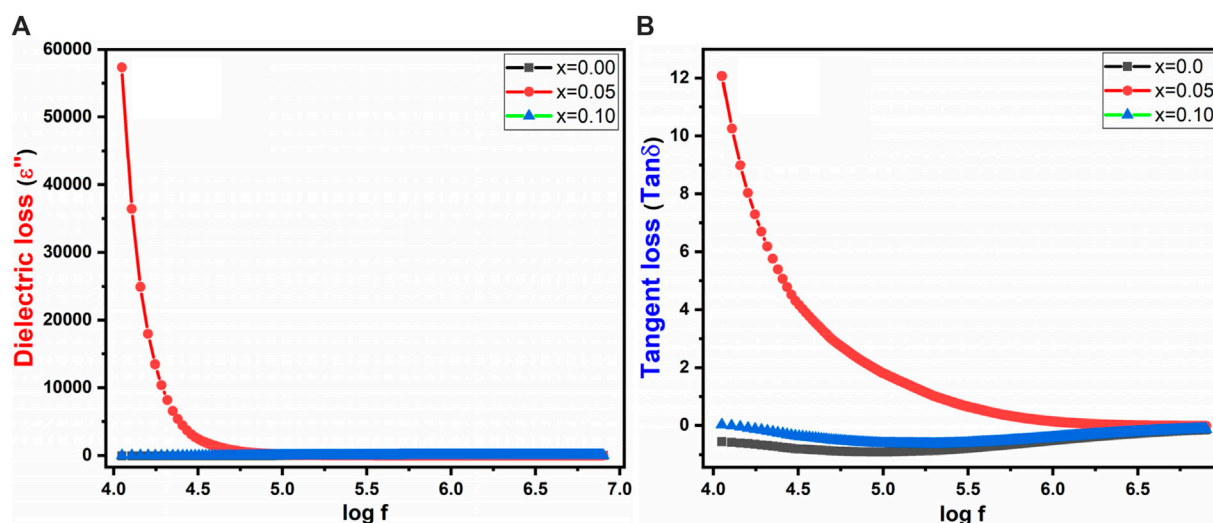 A
Dielectric loss (ε")
60000
50000
40000
30000
20000
10000
0
4.0 4.5 5.0 5.5 6.0 6.5 7.0
log f
x=0.00
x=0.05
x=0.10
B
Tangent loss (Tanδ)
12
10
8
6
4
2
0
4.0 4.5 5.0 5.5 6.0 6.5
log f
x=0.0
x=0.05
x=0.10